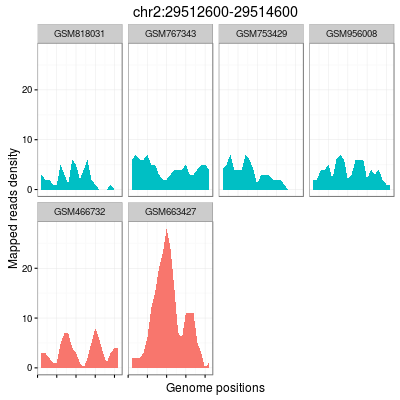 chr2:29512600-29514600
GSM818031 GSM767343 GSM753429 GSM956008
20
10
0
Mapped reads density
GSM466732 GSM663427
20
10
0
Genome positions